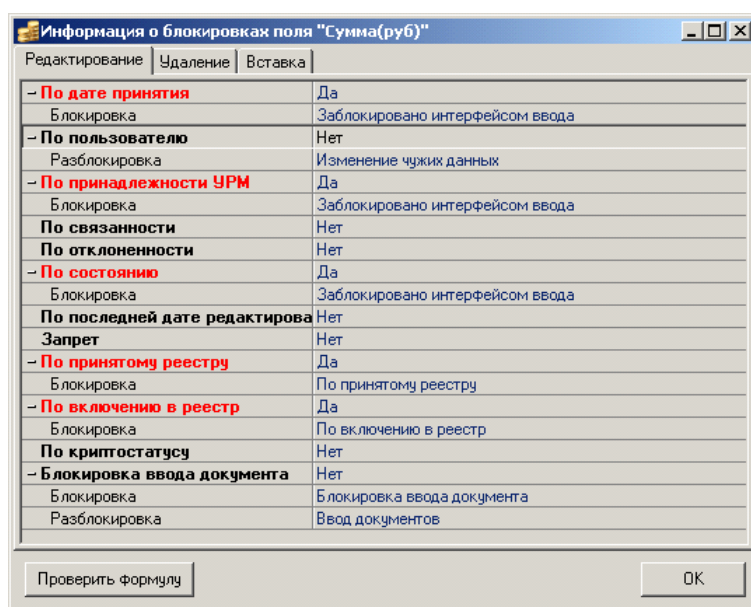 Информация о блокировках поля "Сумма(руб)"
Редактирование Удаление Вставка
По дате принятия Да
Блокировка Заблокировано интерфейсом ввода
По пользователю Нет
Разблокировка Изменение чужих данных
По принадлежности УРМ Да
Блокировка Заблокировано интерфейсом ввода
По связанности Нет
По отклоненности Нет
По состоянию Да
Блокировка Заблокировано интерфейсом ввода
По последней дате редактирова Нет
Запрет Нет
По принятому реестру Да
Блокировка По принятому реестру
По включению в реестр Да
Блокировка По включению в реестр
По криптостатусу Нет
Блокировка ввода документа Нет
Блокировка Блокировка ввода документа
Разблокировка Ввод документов
Проверить формулу OK